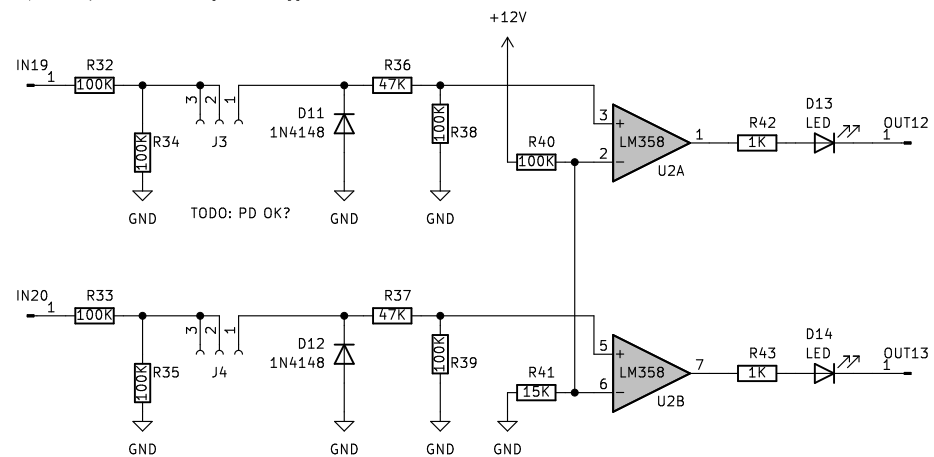 +12V
IN19
1
R32
100K
R34
100K
GND
3
2
1
J3
TODO: PD OK?
D11
1N4148
GND
R36
47K
100K
R38
GND
R40
100K
3
+
2
−
LM358
U2A
1
R42
1K
D13
LED
OUT12
1
IN20
1
R33
100K
R35
100K
GND
3
2
1
J4
D12
1N4148
GND
R37
47K
100K
R39
GND
R41
15K
GND
5
+
6
−
LM358
U2B
7
R43
1K
D14
LED
OUT13
1